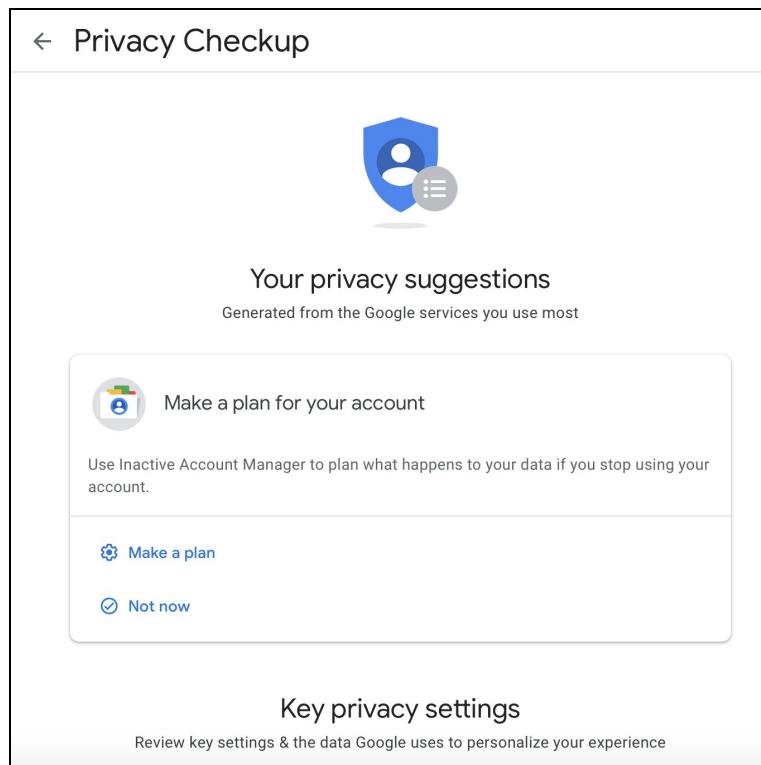 Privacy Checkup
Your privacy suggestions
Generated from the Google services you use most
Make a plan for your account
Use Inactive Account Manager to plan what happens to your data if you stop using your
account.
Make a plan
Not now
Key privacy settings
Review key settings & the data Google uses to personalize your experience